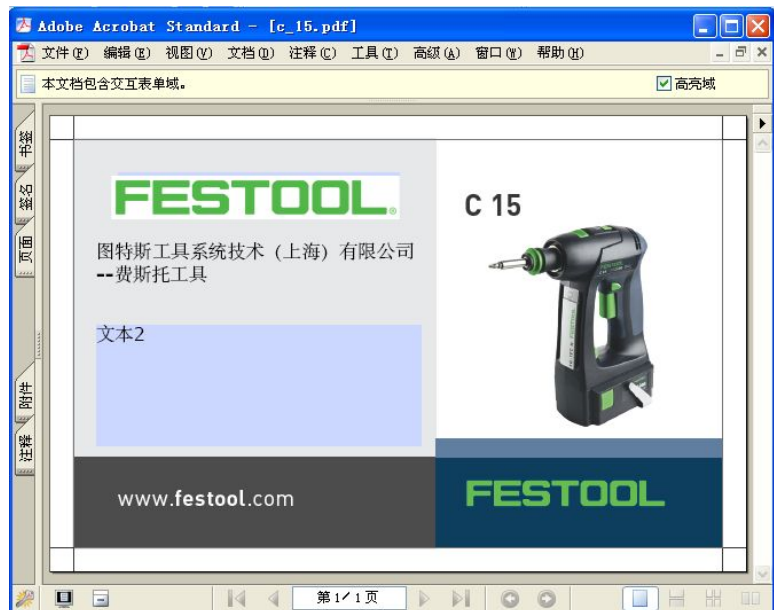 Adobe Acrobat Standard - [c_15.pdf]
文件(F) 编辑(E) 视图(V) 文档(D) 注释(C) 工具(T) 高级(A) 窗口(W) 帮助(H)
本文档包含交互表单域。
高亮域
书签
签名
页面
附件
注释
FESTOOL®
图特斯工具系统技术（上海）有限公司
--费斯托工具
文本2
www.festool.com
C 15
FESTOOL
FESTOOL
第 1/1 页